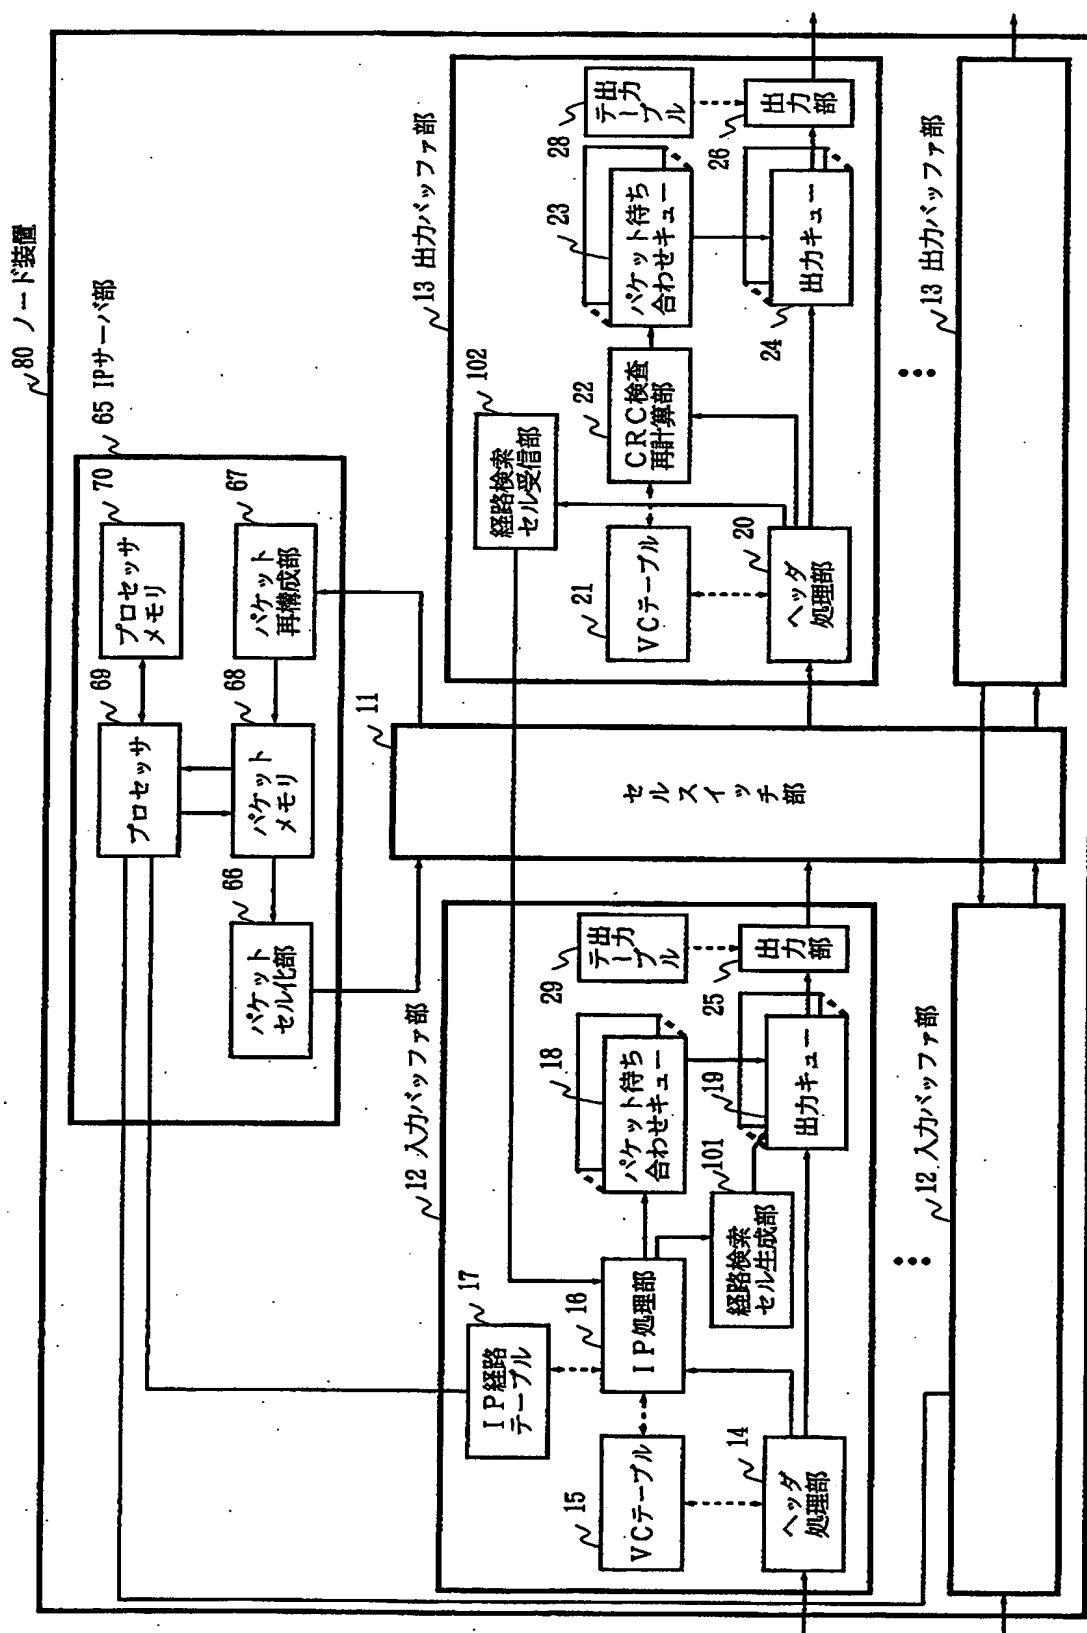 80 ノード装置
65 IPサーバ部
69
プロセッサ
70
プロセッサ
メモリ
66
パケット
セル化部
68
パケット
メモリ
67
パケット
再構成部
12 入力バッファ部
17
IP経路
テーブル
15
VCテーブル
16
IP処理部
18
パケット待ち
合わせキュー
29
出力
テーブル
14
ヘッダ
処理部
101
経路検索
セル生成部
19
出力キュー
25
出力部
11
セルスイッチ部
13 出力バッファ部
102
経路検索
セル受信部
21
VCテーブル
22
CRC検査
再計算部
23
パケット待ち
合わせキュー
28
出力
テーブル
20
ヘッダ
処理部
24
出力キュー
26
出力部
12 入力バッファ部
13 出力バッファ部